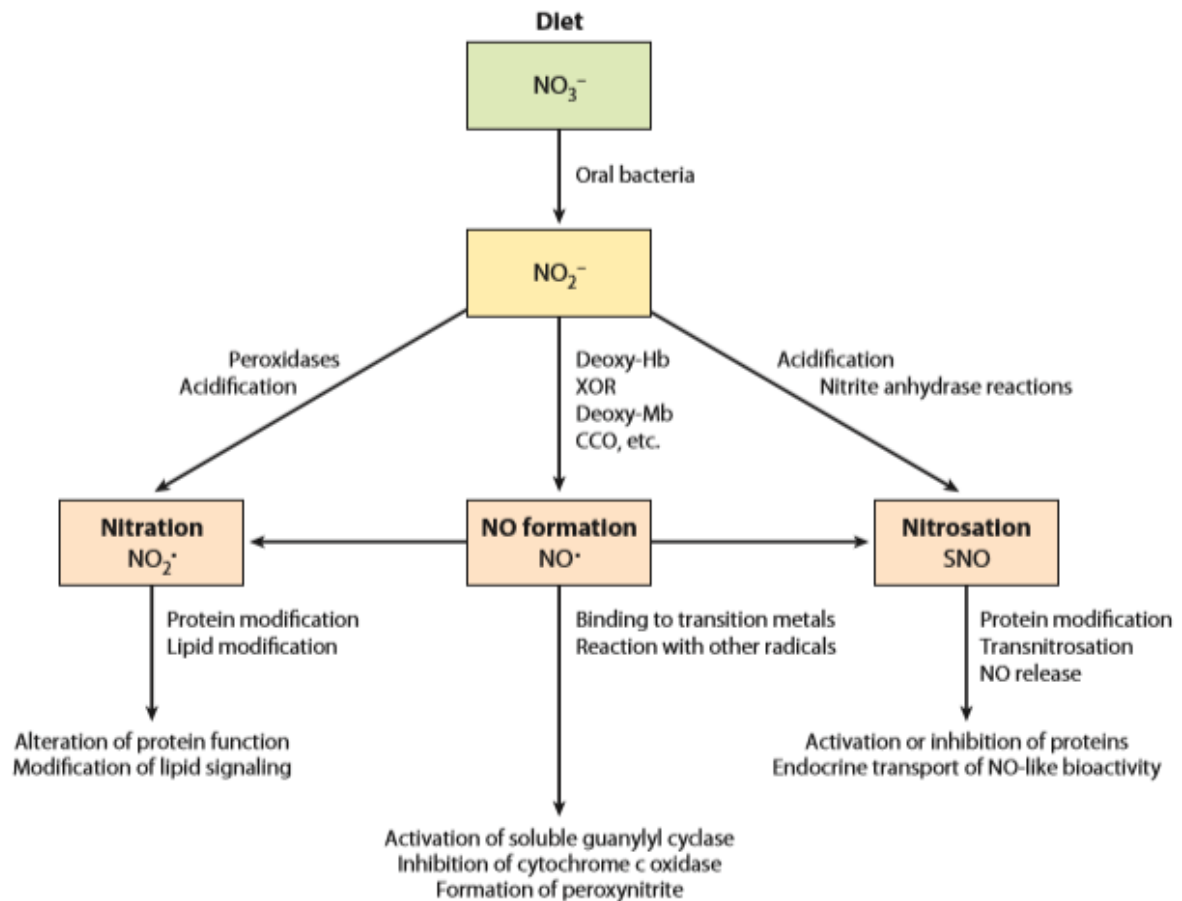 Diet
NO₃⁻
Oral bacteria
NO₂⁻
Peroxidases
Acidification
Deoxy-Hb
XOR
Deoxy-Mb
CCO, etc.
Acidification
Nitrite anhydrase reactions
Nitration
NO₂•
NO formation
NO•
Nitrosation
SNO
Protein modification
Lipid modification
Binding to transition metals
Reaction with other radicals
Protein modification
Transnitrosation
NO release
Alteration of protein function
Modification of lipid signaling
Activation or inhibition of proteins
Endocrine transport of NO-like bioactivity
Activation of soluble guanylyl cyclase
Inhibition of cytochrome c oxidase
Formation of peroxynitrite